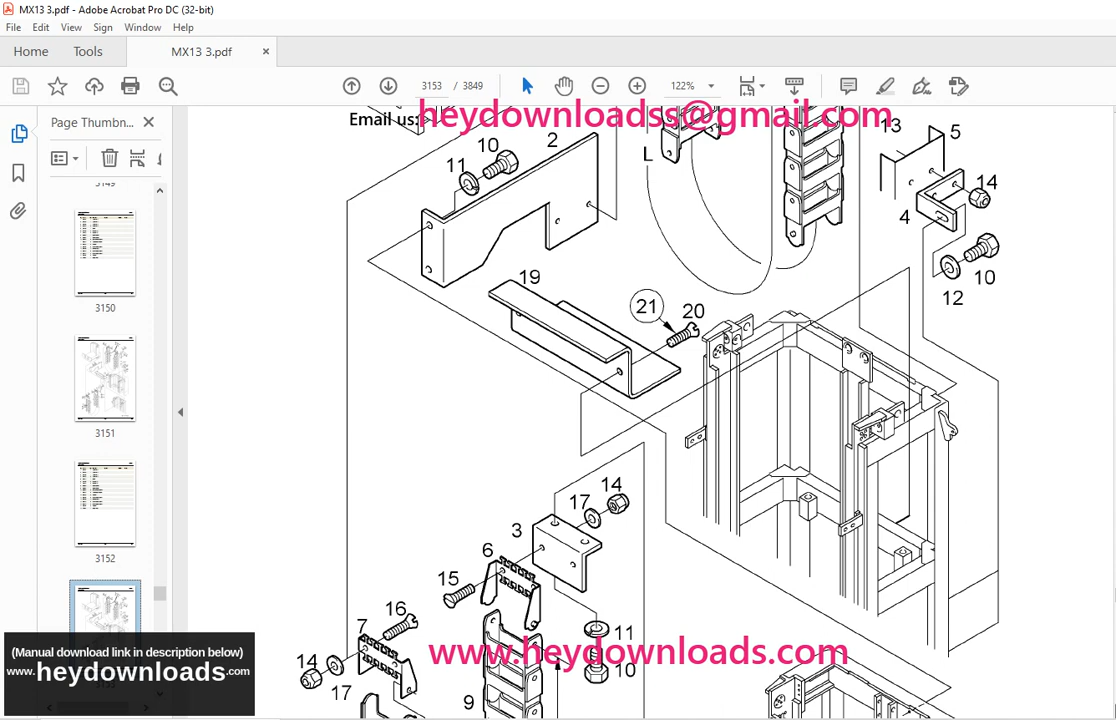 MX13 3.pdf - Adobe Acrobat Pro DC (32-bit)
File Edit View Sign Window Help
Home Tools MX13 3.pdf ×
3153 / 3849 122%
Page Thumbn...
3150
3151
3152
Email us:
heydownloadss@gmail.com
13
5
L
2
10
11
14
4
10
12
19
21
20
14
17
3
6
15
16
7
14
17
11
10
9
www.heydownloads.com
(Manual download link in description below)
www.heydownloads.com